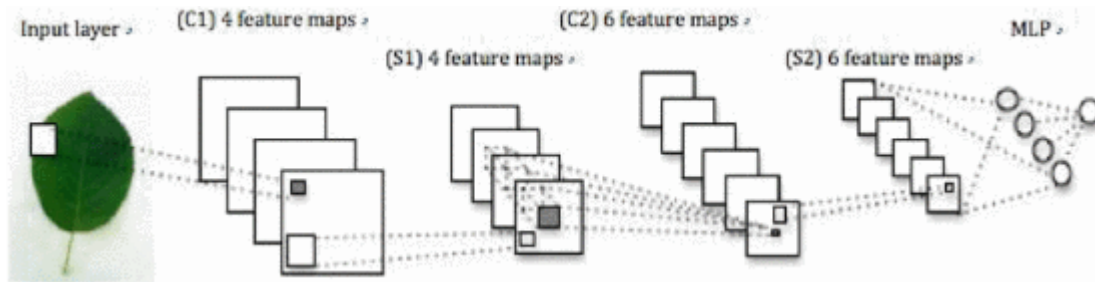 Input layer
(C1) 4 feature maps
(S1) 4 feature maps
(C2) 6 feature maps
(S2) 6 feature maps
MLP